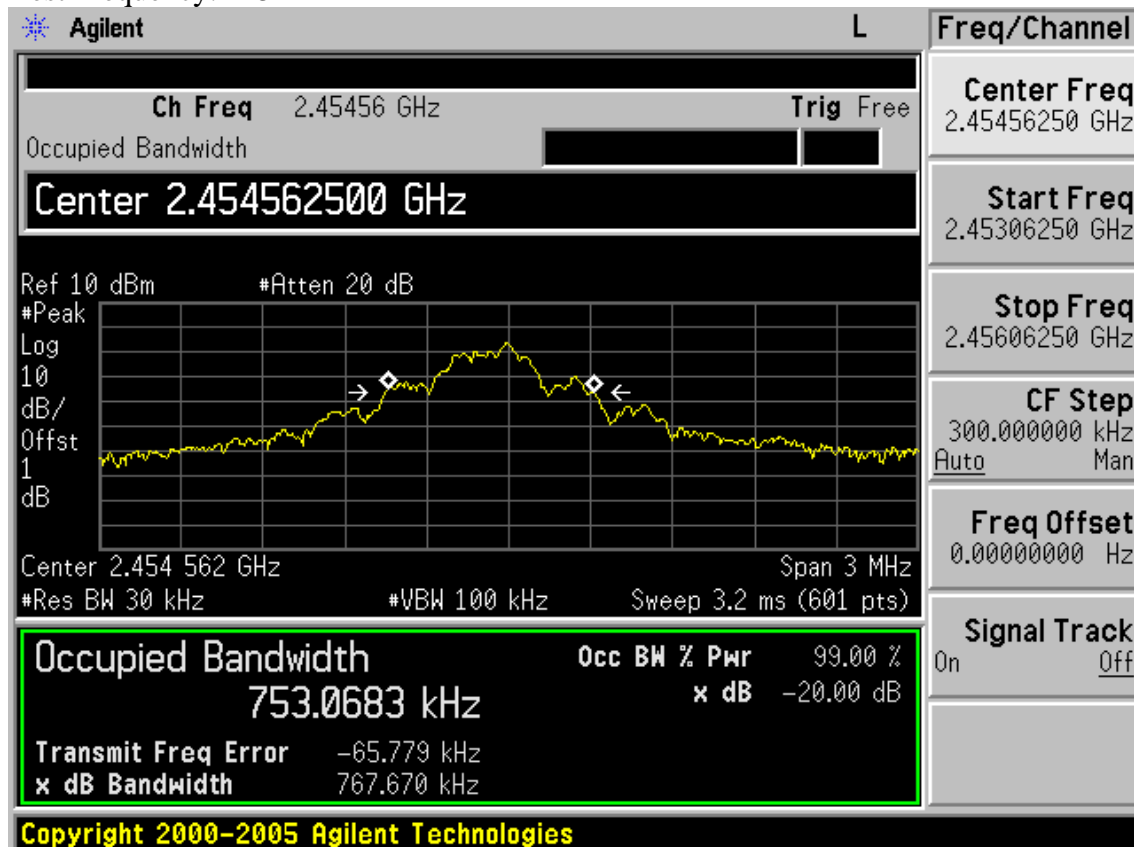 Agilent
L
Freq/Channel
Ch Freq 2.45456 GHz
Trig Free
Occupied Bandwidth
Center 2.454562500 GHz
Center Freq
2.45456250 GHz
Start Freq
2.45306250 GHz
Stop Freq
2.45606250 GHz
CF Step
300.000000 kHz
Auto Man
Freq Offset
0.00000000 Hz
Signal Track
On Off
Ref 10 dBm #Atten 20 dB
#Peak
Log
10
dB/
Offst
1
dB
Center 2.454 562 GHz Span 3 MHz
#Res BW 30 kHz #VBW 100 kHz Sweep 3.2 ms (601 pts)
Occupied Bandwidth
753.0683 kHz
Occ BW % Pwr 99.00 %
x dB -20.00 dB
Transmit Freq Error -65.779 kHz
x dB Bandwidth 767.670 kHz
Copyright 2000-2005 Agilent Technologies